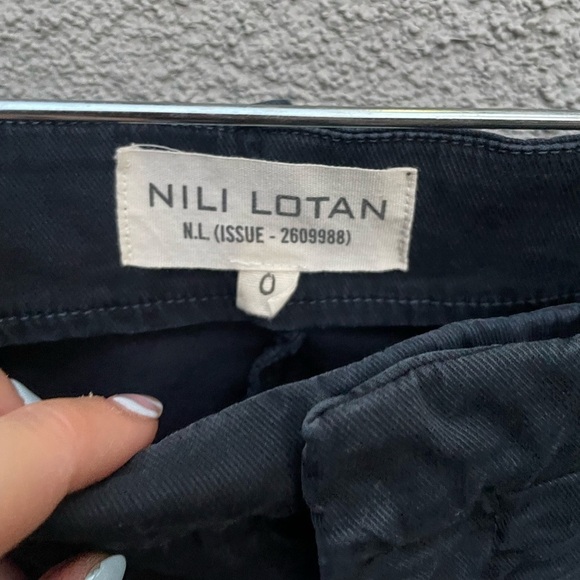 NILI LOTAN
N.L. (ISSUE - 2609988)
0